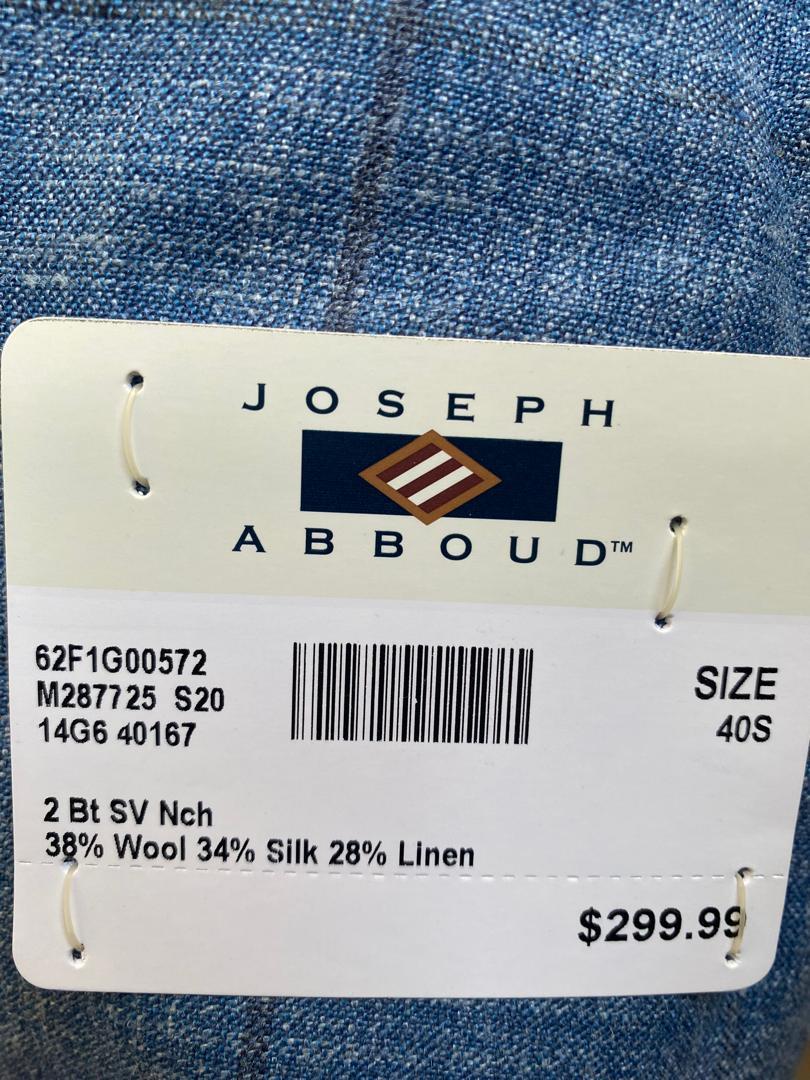 JOSEPH
ABBOUD™
62F1G00572
M287725 S20
14G6 40167
SIZE
40S
2 Bt SV Nch
38% Wool 34% Silk 28% Linen
$299.99